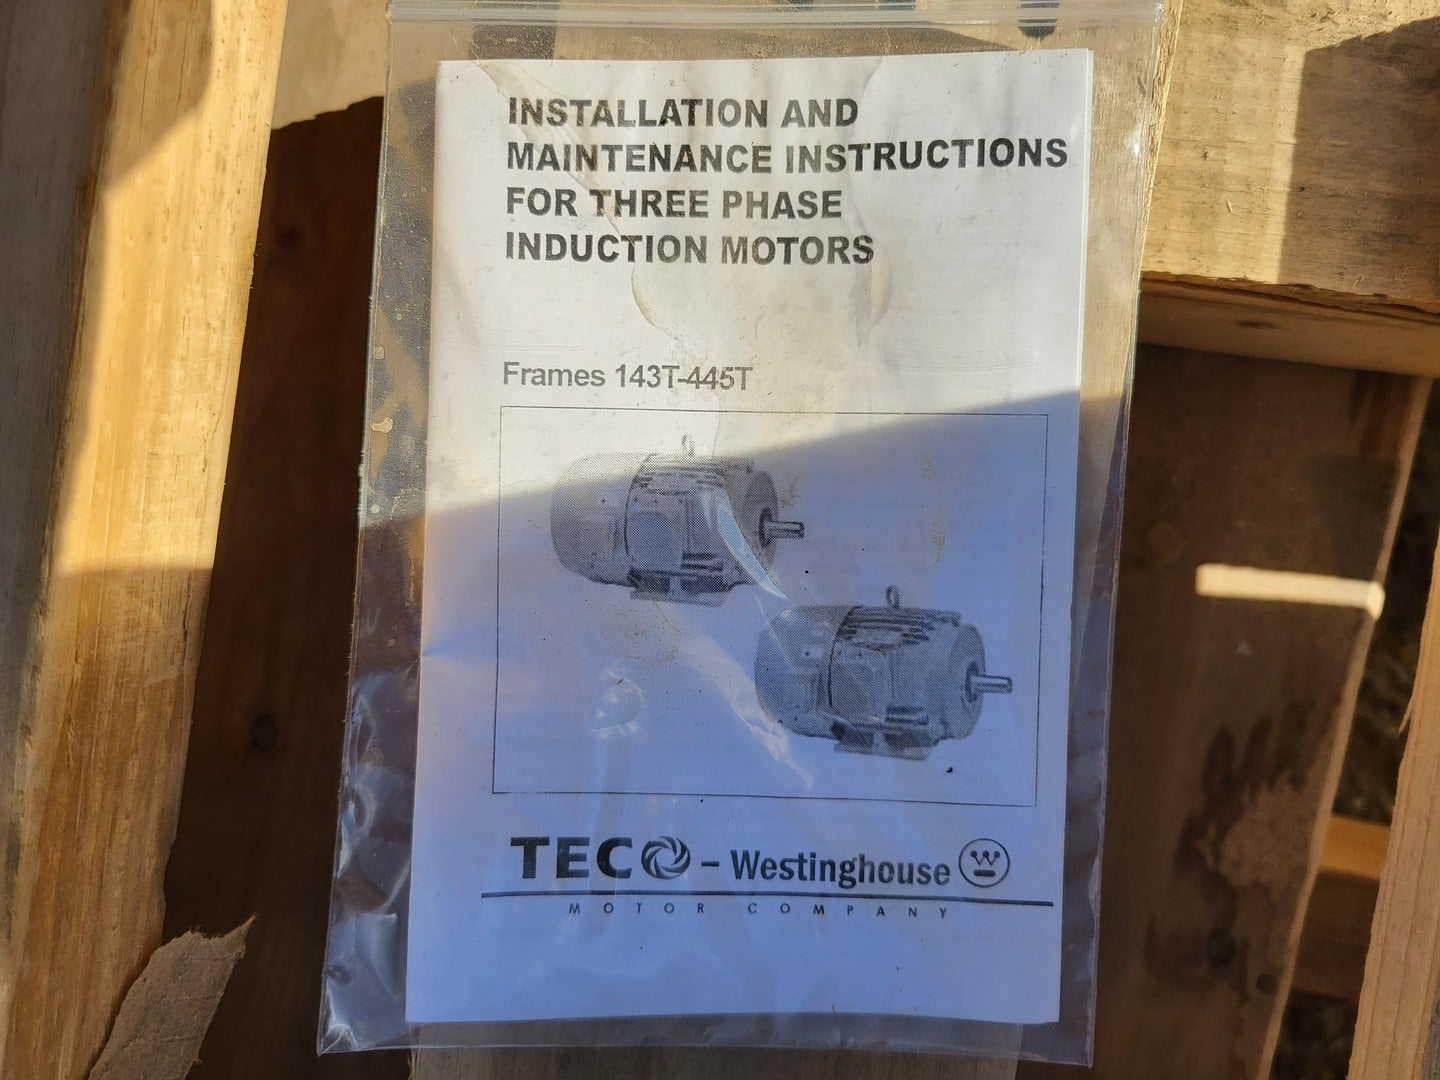 INSTALLATION AND
MAINTENANCE INSTRUCTIONS
FOR THREE PHASE
INDUCTION MOTORS
Frames 143T-445T
TECO – Westinghouse W
MOTOR COMPANY